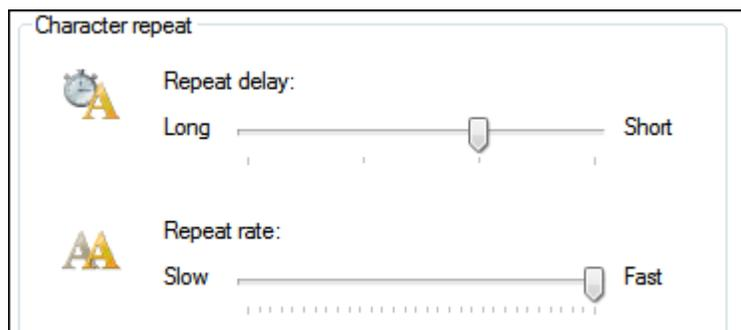 Character repeat
Repeat delay:
Long Short
Repeat rate:
Slow Fast